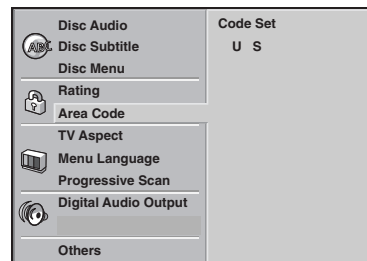 Disc Audio
ABC
Disc Subtitle
Disc Menu
Rating
Area Code
TV Aspect
Menu Language
Progressive Scan
Digital Audio Output
Others
Code Set
U S